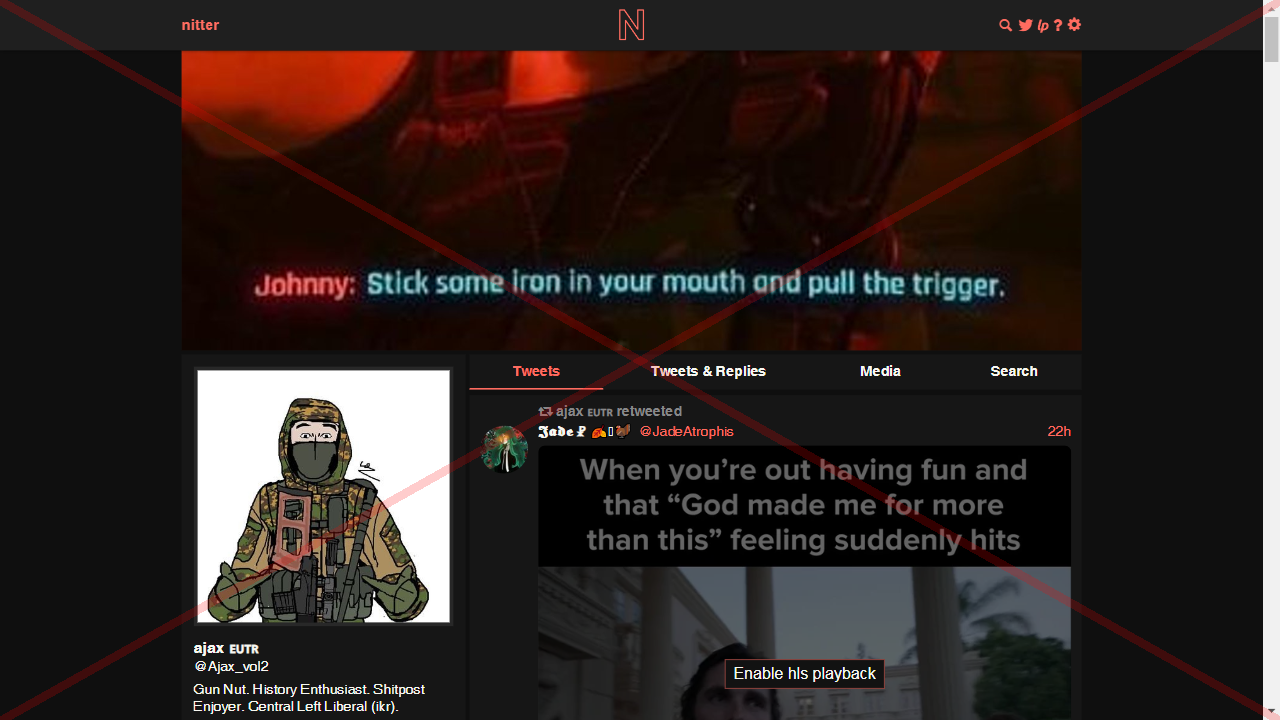 nitter
N
lp ?
Johnny: Stick some iron in your mouth and pull the trigger.
Tweets
Tweets & Replies
Media
Search
ajax EUTR retweeted
𝕵𝖆𝖉𝖊 @JadeAtrophis
22h
When you’re out having fun and
that “God made me for more
than this” feeling suddenly hits
Enable hls playback
ajax EUTR
@Ajax_vol2
Gun Nut. History Enthusiast. Shitpost
Enjoyer. Central Left Liberal (ikr).